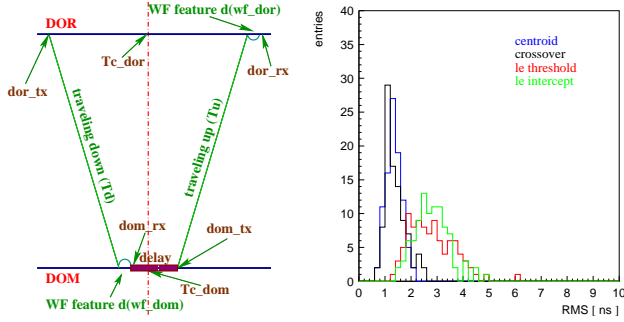 WF feature d(wf_dor)
DOR
Tc_dor
dor_tx
dor_rx
traveling down (Td)
traveling up (Tu)
dom_rx
dom_tx
delay
DOM
Tc_dom
WF feature d(wf_dom)
entries
40
35
30
25
20
15
10
5
0
centroid
crossover
le threshold
le intercept
0 1 2 3 4 5 6 7 8 9 10
RMS [ ns]